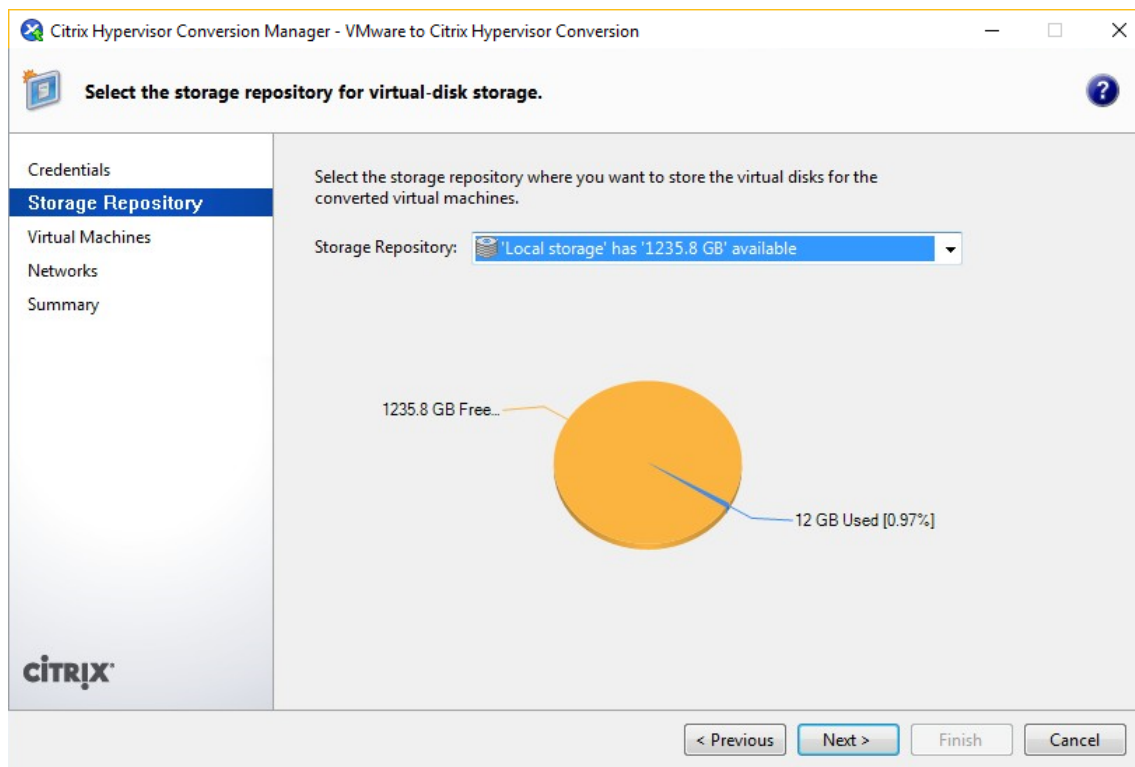 Citrix Hypervisor Conversion Manager - VMware to Citrix Hypervisor Conversion
Select the storage repository for virtual-disk storage.
?
Credentials
Storage Repository
Virtual Machines
Networks
Summary
Select the storage repository where you want to store the virtual disks for the
converted virtual machines.
Storage Repository: 'Local storage' has '1235.8 GB' available
1235.8 GB Free...
12 GB Used [0.97%]
CITRIX
< Previous Next > Finish Cancel